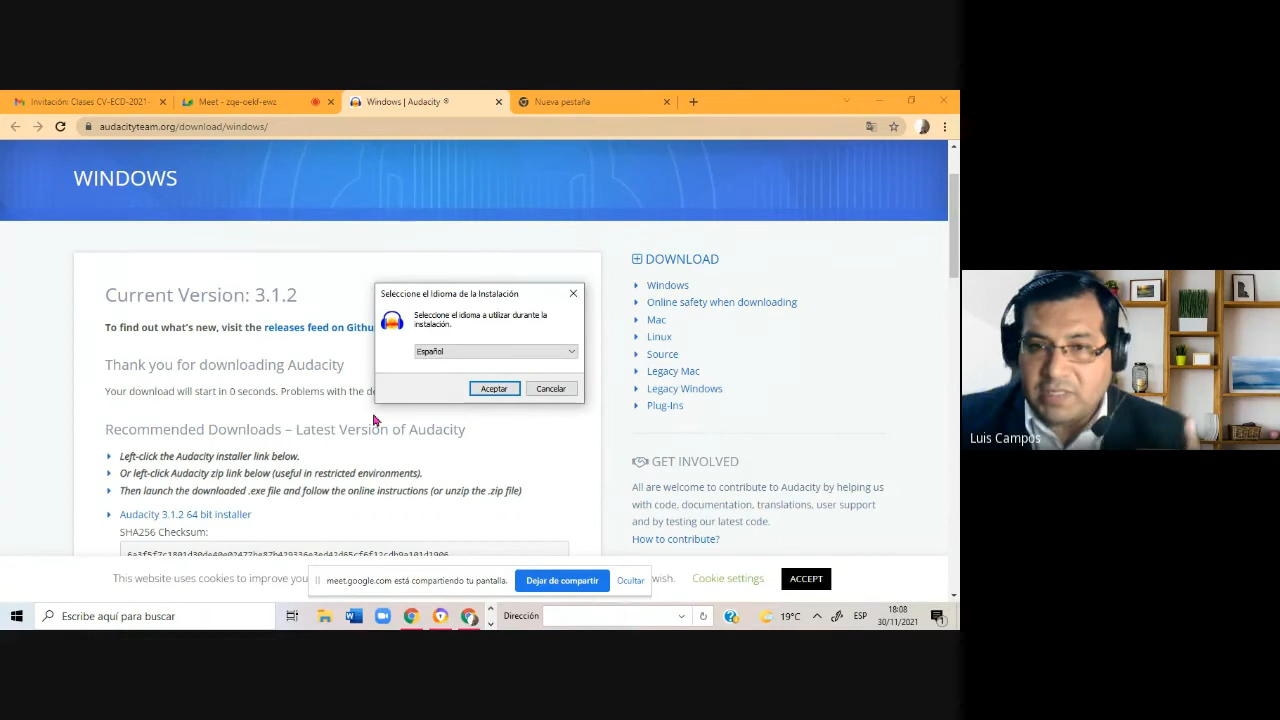 Invitación: Clases CV-ECD-2021-
Meet - zqe-oekf-ewz
Windows | Audacity ®
Nueva pestaña
audacityteam.org/download/windows/
WINDOWS
Current Version: 3.1.2
To find out what's new, visit the releases feed on Githu
Thank you for downloading Audacity
Your download will start in 0 seconds. Problems with the de
Recommended Downloads – Latest Version of Audacity
Left-click the Audacity installer link below.
Or left-click Audacity zip link below (useful in restricted environments).
Then launch the downloaded .exe file and follow the online instructions (or unzip the .zip file)
Audacity 3.1.2 64 bit installer
SHA256 Checksum:
Seleccione el Idioma de la Instalación
Seleccione el idioma a utilizar durante la
instalación.
Español
Aceptar
Cancelar
DOWNLOAD
Windows
Online safety when downloading
Mac
Linux
Source
Legacy Mac
Legacy Windows
Plug-Ins
GET INVOLVED
All are welcome to contribute to Audacity by helping us
with code, documentation, translations, user support
and by testing our latest code.
How to contribute?
This website uses cookies to improve you
wish.
Cookie settings
ACCEPT
meet.google.com está compartiendo tu pantalla.
Dejar de compartir
Ocultar
Escribe aquí para buscar
Dirección
19°C
ESP
18:08
30/11/2021
Luis Campos